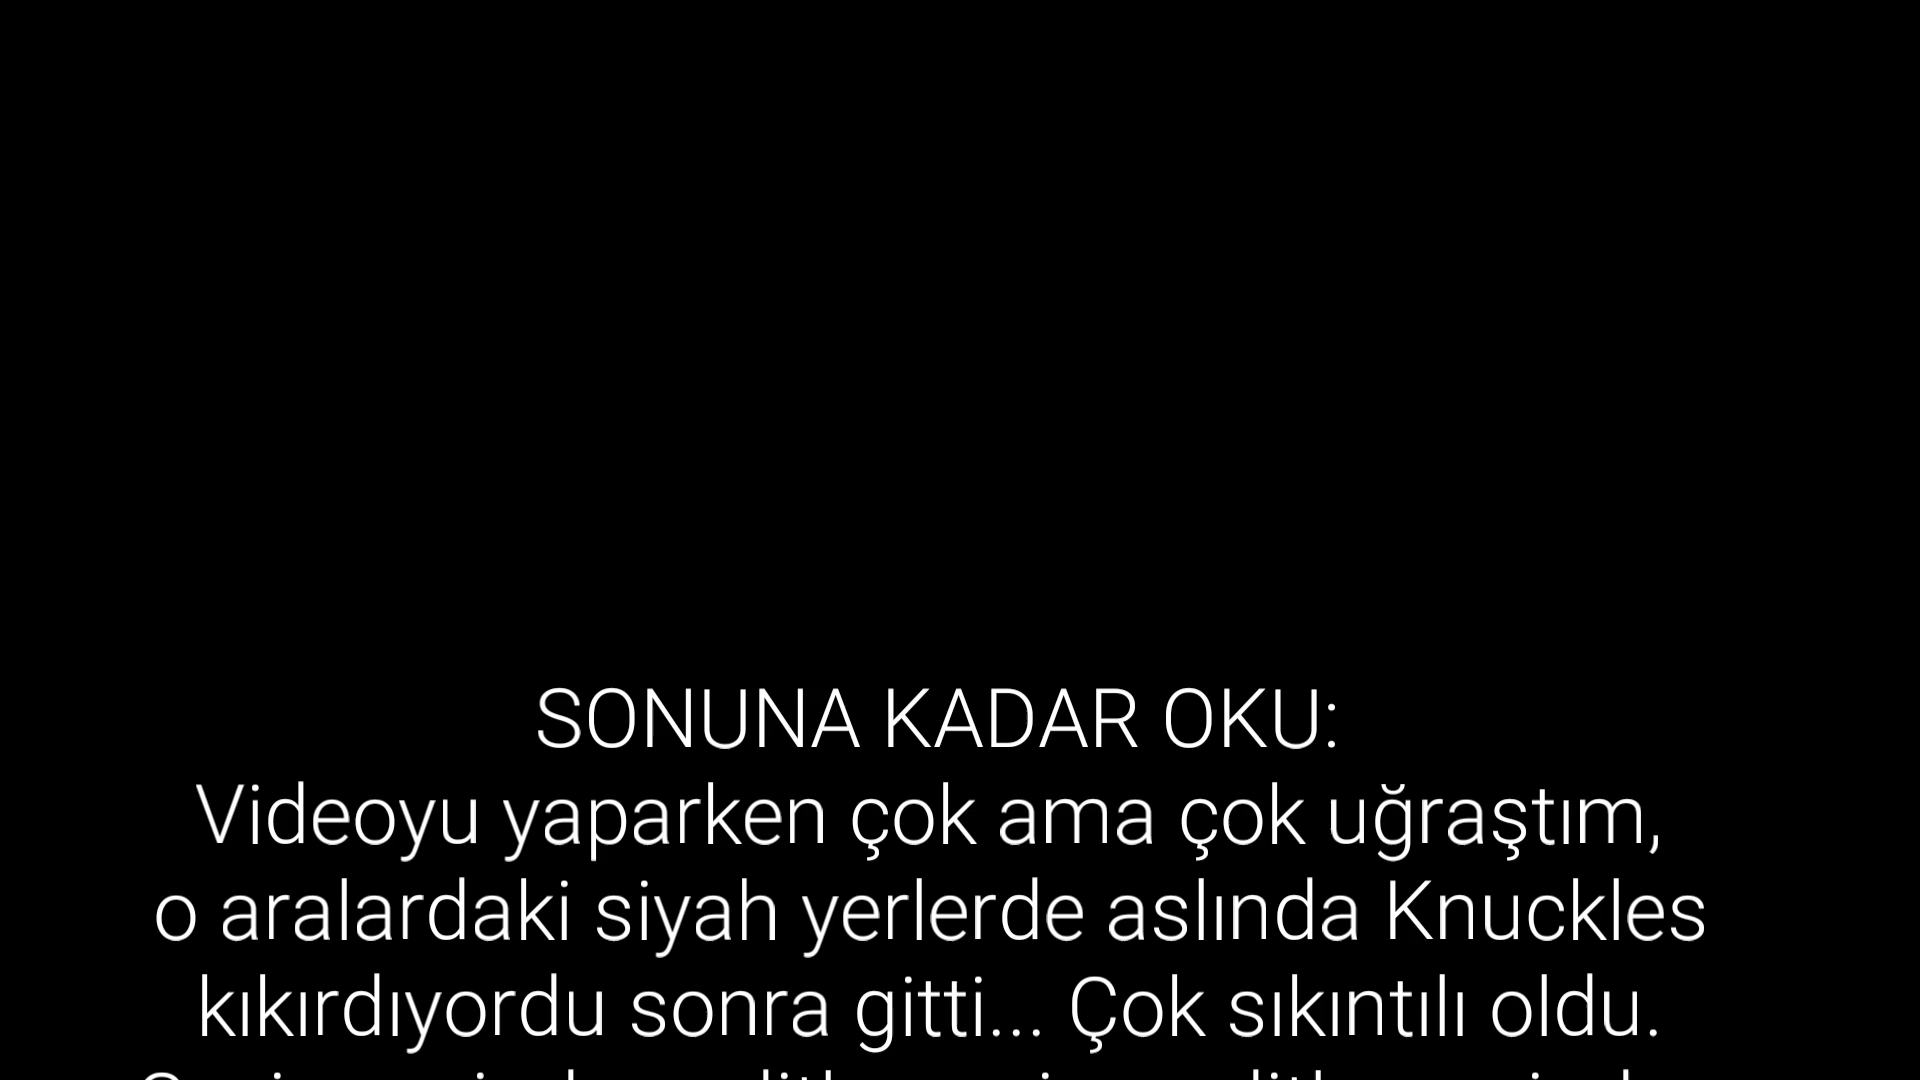 SONUNA KADAR OKU:
Videoyu yaparken çok ama çok uğraştım,
o aralardaki siyah yerlerde aslında Knuckles
kıkırdıyordu sonra gitti... Çok sıkıntılı oldu.